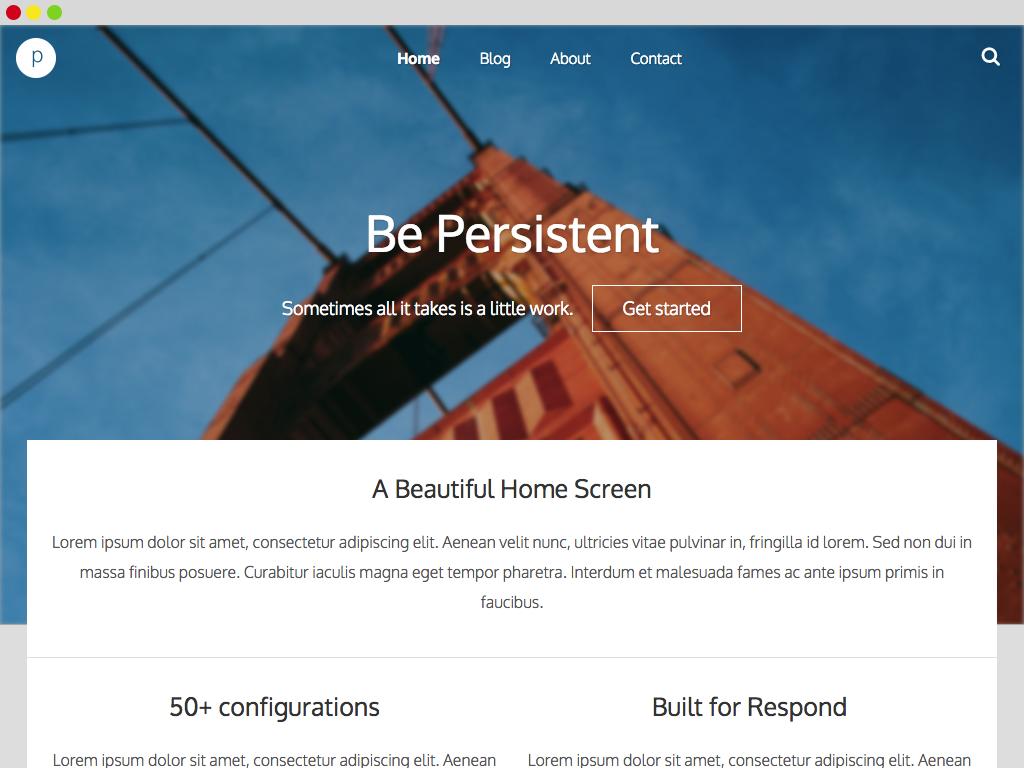 p
Home Blog About Contact
Be Persistent
Sometimes all it takes is a little work. Get started
A Beautiful Home Screen
Lorem ipsum dolor sit amet, consectetur adipiscing elit. Aenean velit nunc, ultricies vitae pulvinar in, fringilla id lorem. Sed non dui in
massa finibus posuere. Curabitur iaculis magna eget tempor pharetra. Interdum et malesuada fames ac ante ipsum primis in
faucibus.
50+ configurations
Lorem ipsum dolor sit amet, consectetur adipiscing elit. Aenean
Built for Respond
Lorem ipsum dolor sit amet, consectetur adipiscing elit. Aenean